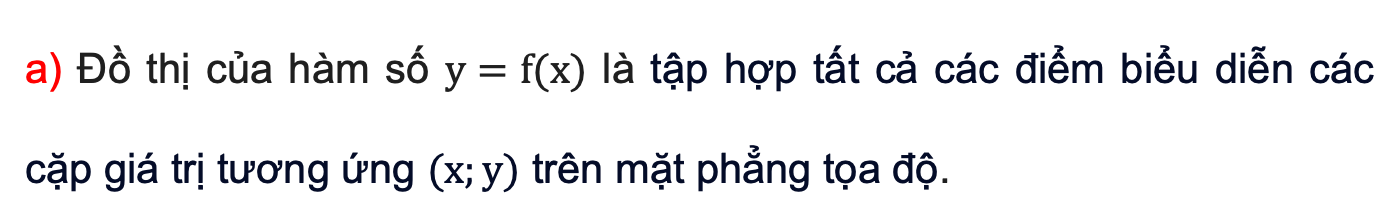 a) Đồ thị của hàm số y = f(x) là tập hợp tất cả các điểm biểu diễn các
cặp giá trị tương ứng (x; y) trên mặt phẳng tọa độ.